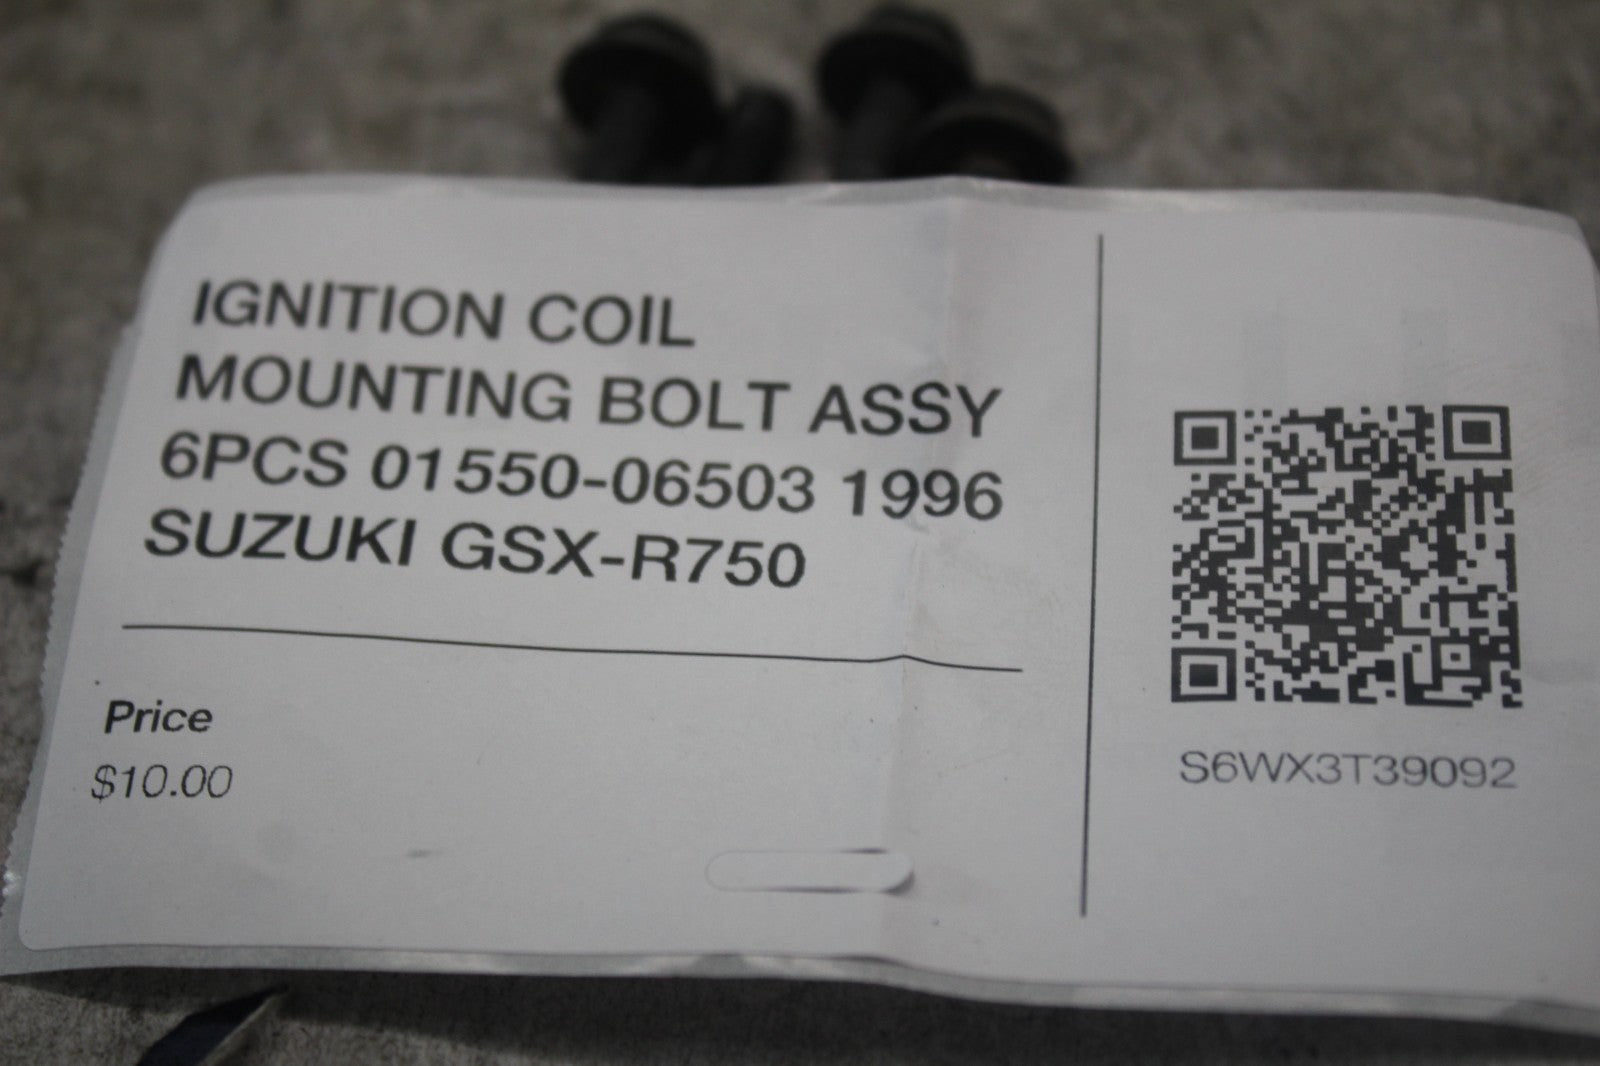 IGNITION COIL
MOUNTING BOLT ASSY
6PCS 01550-06503 1996
SUZUKI GSX-R750
Price
$10.00
S6WX3T39092